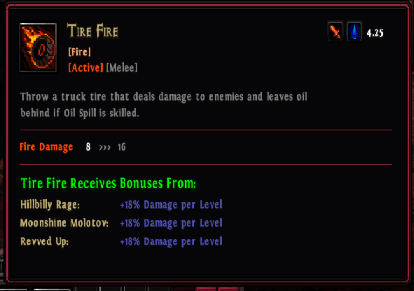 Tire Fire
4.25
[Fire]
[Active] [Melee]
Throw a truck tire that deals damage to enemies and leaves oil
behind if Oil Spill is skilled.
Fire Damage 8 >>> 16
Tire Fire Receives Bonuses From:
Hillbilly Rage: +18% Damage per Level
Moonshine Molotov: +18% Damage per Level
Revved Up: +18% Damage per Level